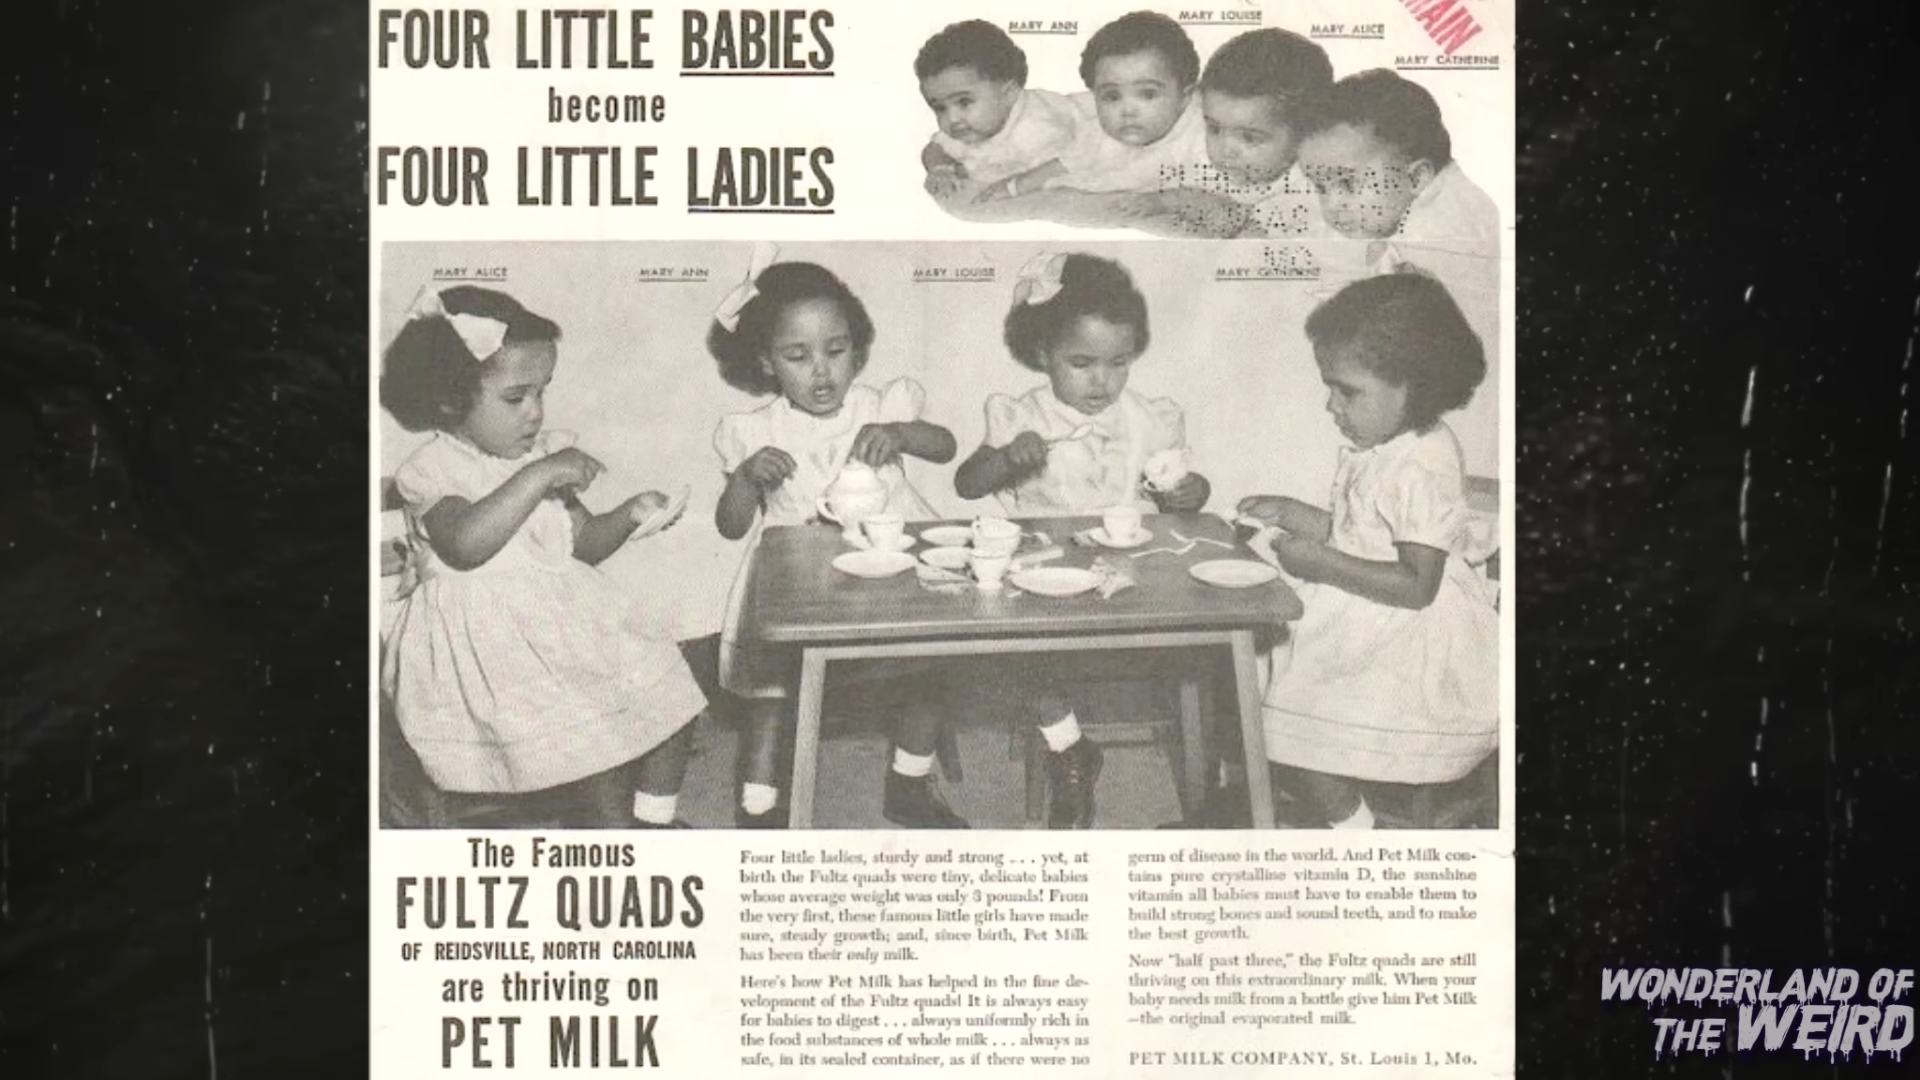 FOUR LITTLE BABIES
become
FOUR LITTLE LADIES
MARY ANN
MARY LOUISE
MARY ALICE
MARY CATHERINE
PUBLIC LIBRARY
KANSAS CITY
MO.
MARY ALICE
MARY ANN
MARY LOUISE
MARY CATHERINE
The Famous
FULTZ QUADS
OF REIDSVILLE, NORTH CAROLINA
are thriving on
PET MILK
Four little ladies, sturdy and strong ... yet, at
birth the Fultz quads were tiny, delicate babies
whose average weight was only 3 pounds! From
the very first, these famous little girls have made
sure, steady growth; and, since birth, Pet Milk
has been their only milk.
Here's how Pet Milk has helped in the fine de-
velopment of the Fultz quads! It is always easy
for babies to digest ... always uniformly rich in
the food substances of whole milk ... always as
safe, in its sealed container, as if there were no
germ of disease in the world. And Pet Milk con-
tains pure crystalline vitamin D, the sunshine
vitamin all babies must have to enable them to
build strong bones and sound teeth, and to make
the best growth.
Now "half past three," the Fultz quads are still
thriving on this extraordinary milk. When your
baby needs milk from a bottle give him Pet Milk
—the original evaporated milk.
PET MILK COMPANY, St. Louis 1, Mo.
WONDERLAND OF
THE WEIRD